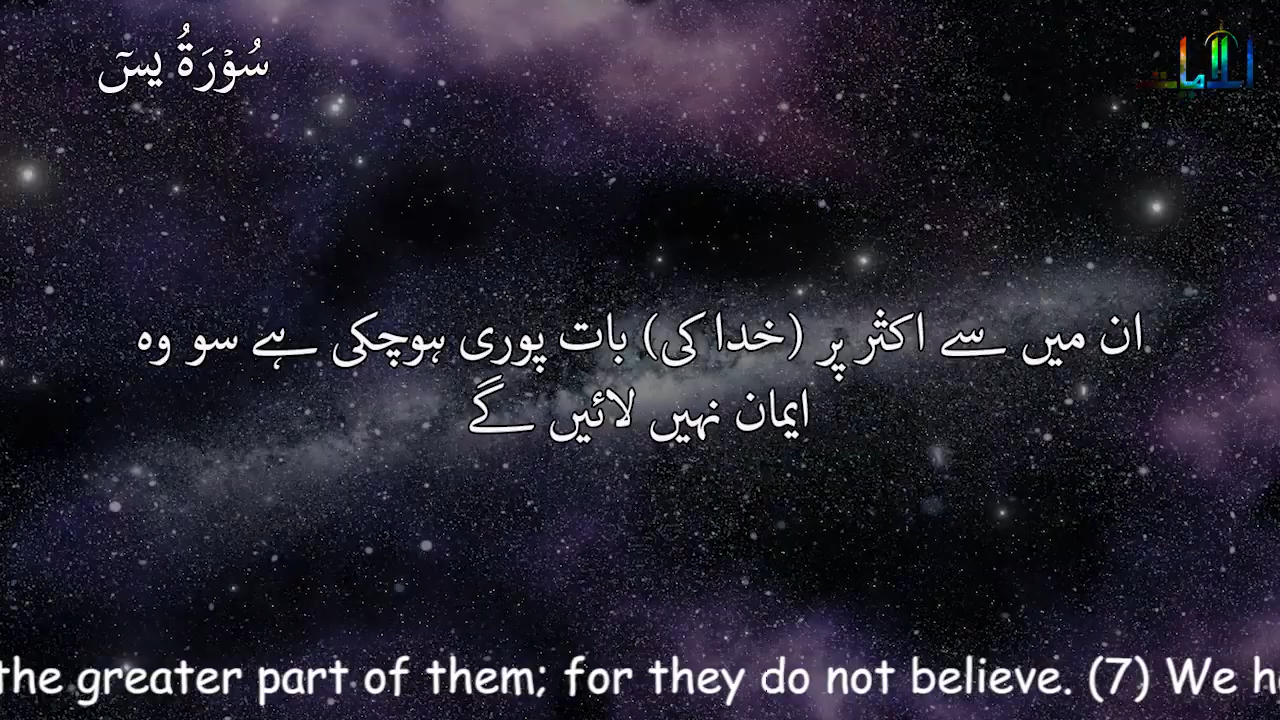 سُوْرَةُ يسٓ
ان میں سے اکثر پر (خدا کی) بات پوری ہوچکی ہے سو وہ
ایمان نہیں لائیں گے
the greater part of them; for they do not believe. (7) We